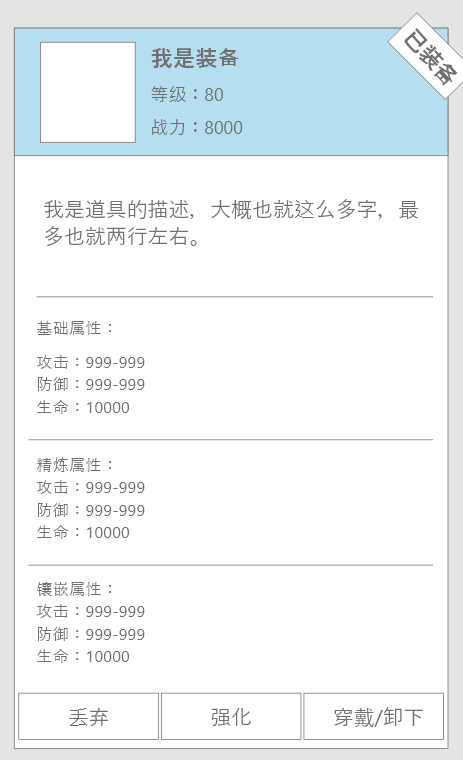 已装备
我是装备
等级：80
战力：8000
我是道具的描述，大概也就这么多字，最
多也就两行左右。
基础属性：
攻击：999-999
防御：999-999
生命：10000
精炼属性：
攻击：999-999
防御：999-999
生命：10000
镶嵌属性：
攻击：999-999
防御：999-999
生命：10000
丢弃
强化
穿戴/卸下